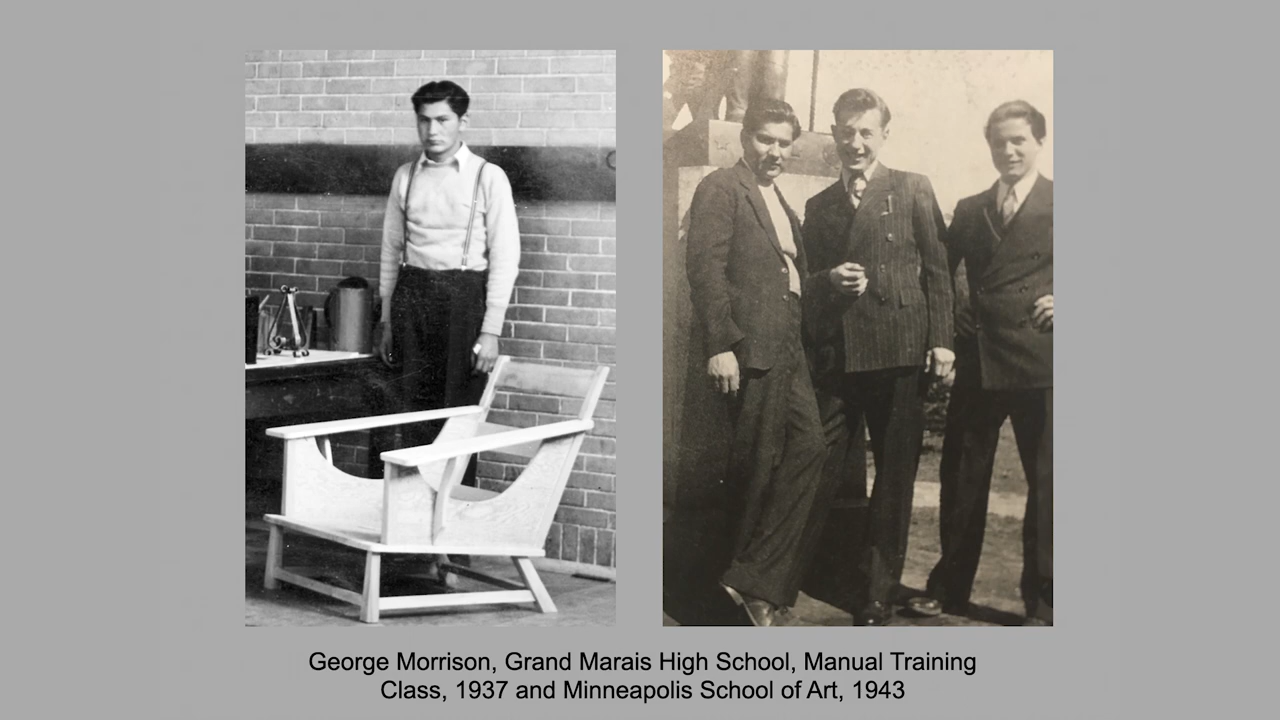 George Morrison, Grand Marais High School, Manual Training
Class, 1937 and Minneapolis School of Art, 1943